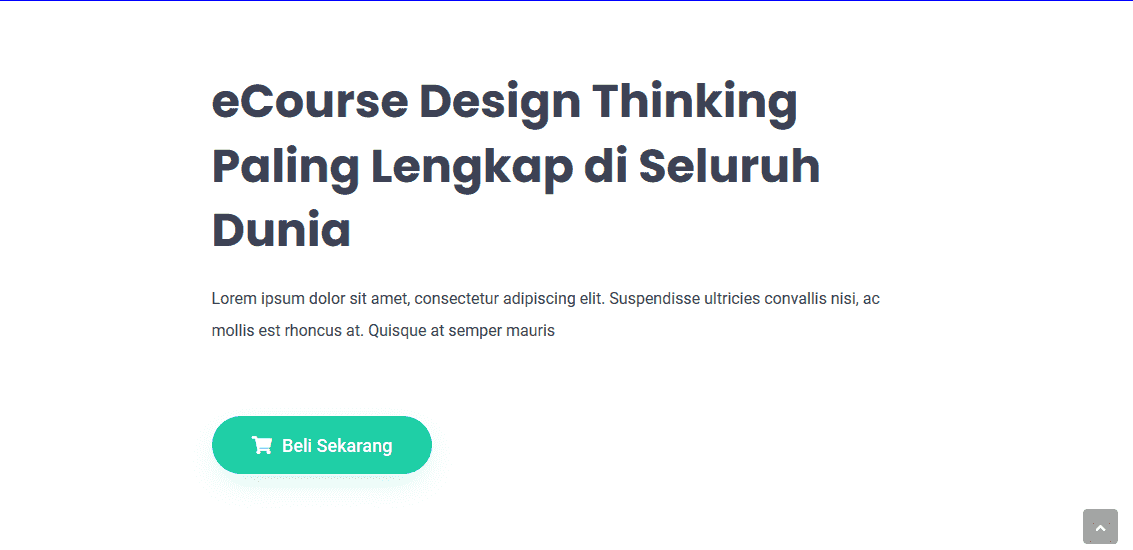 eCourse Design Thinking
Paling Lengkap di Seluruh
Dunia
Lorem ipsum dolor sit amet, consectetur adipiscing elit. Suspendisse ultricies convallis nisi, ac
mollis est rhoncus at. Quisque at semper mauris
Beli Sekarang